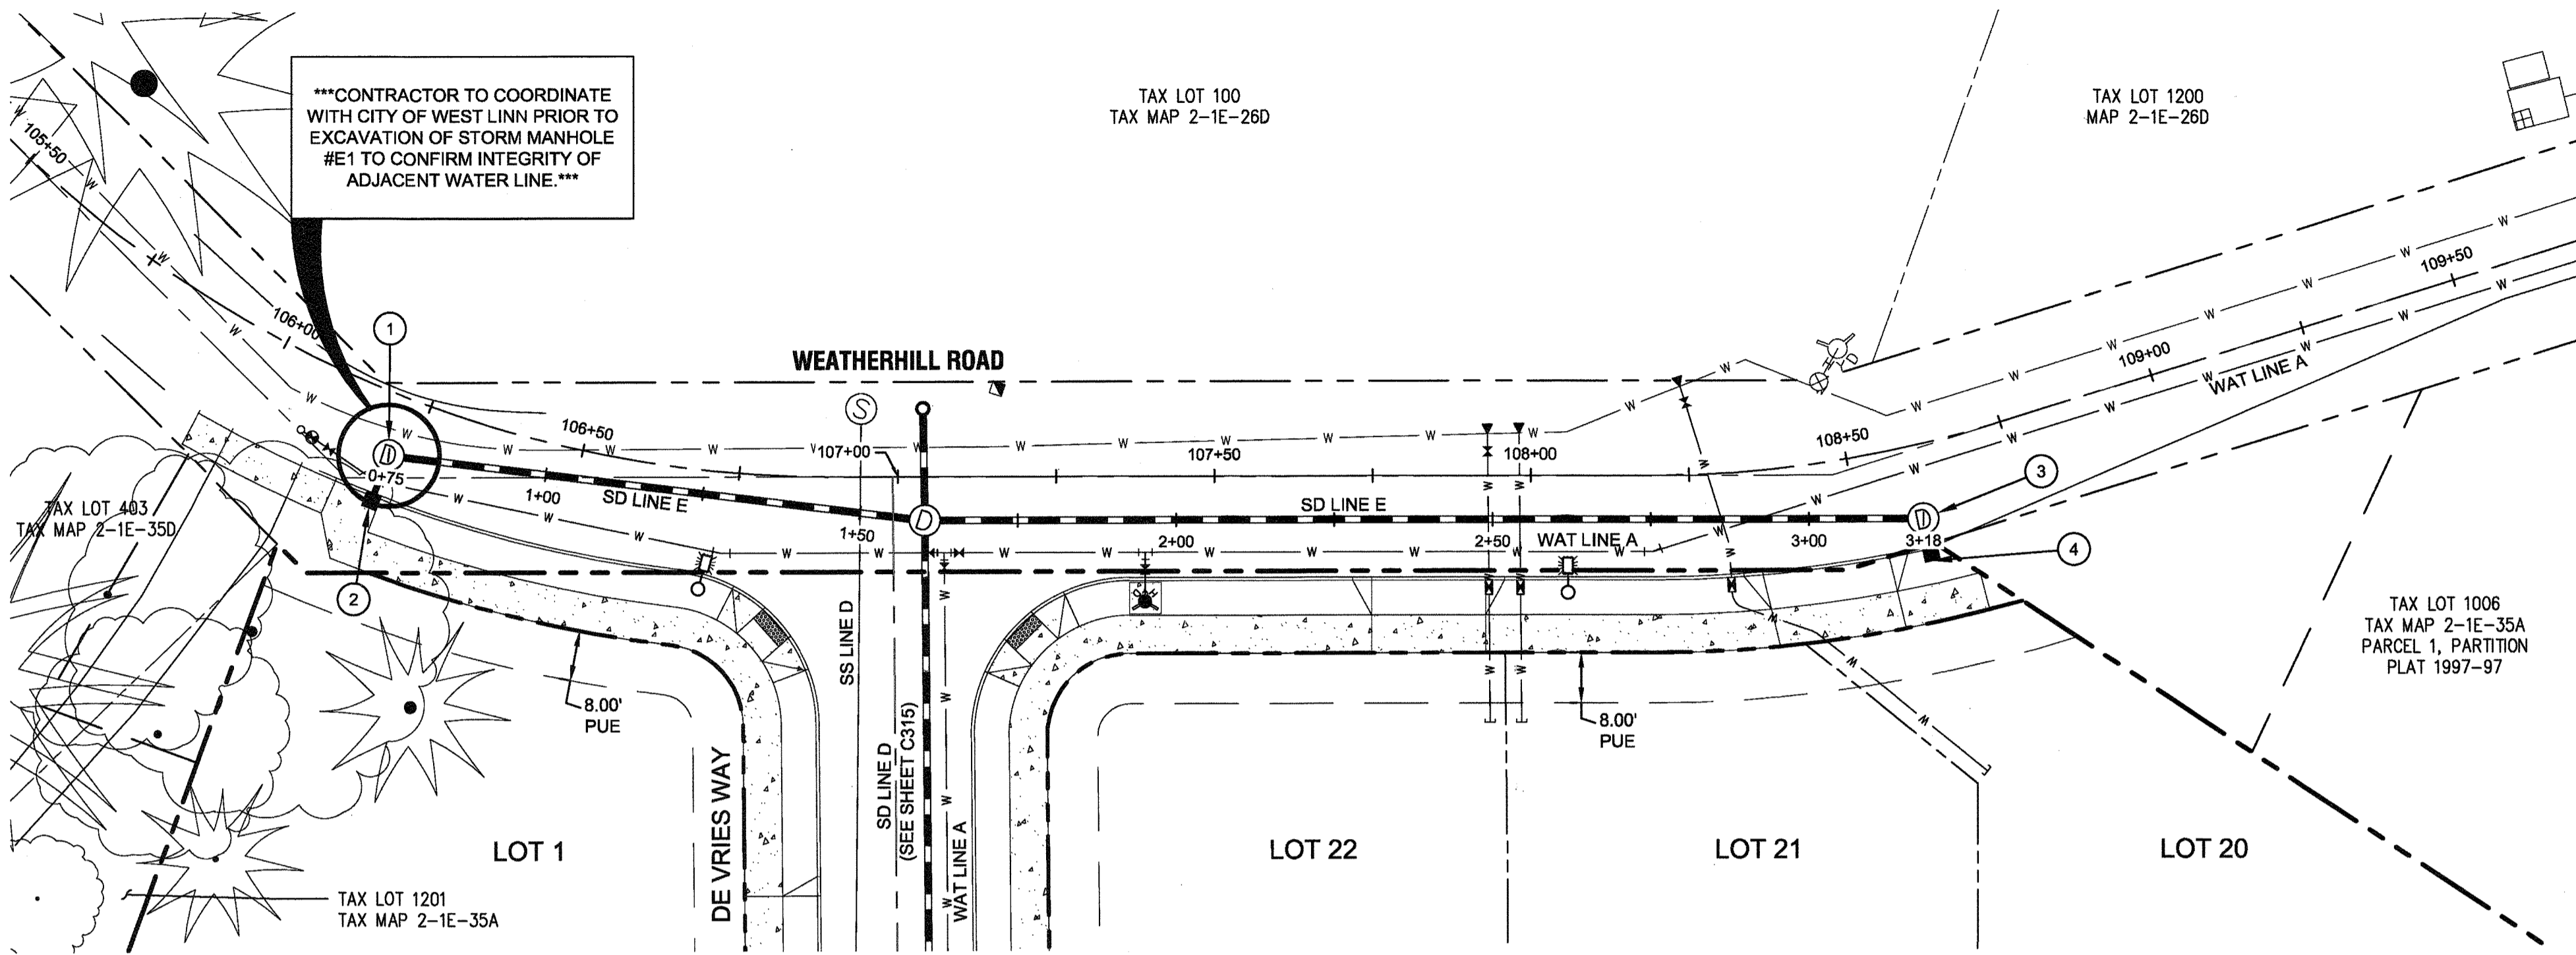 ***CONTRACTOR TO COORDINATE
WITH CITY OF WEST LINN PRIOR TO
EXCAVATION OF STORM MANHOLE
#E1 TO CONFIRM INTEGRITY OF
ADJACENT WATER LINE.***
TAX LOT 100
TAX MAP 2-1E-26D
TAX LOT 1200
MAP 2-1E-26D
105+50
106+00
1
WEATHERHILL ROAD
106+50
107+00
107+50
108+00
108+50
109+00
109+50
WAT LINE A
S
D
0+75
1+00
SD LINE E
1+50
D
2+00
SD LINE E
2+50
WAT LINE A
3+00
D
3+18
3
4
2
TAX LOT 403
TAX MAP 2-1E-35D
TAX LOT 1006
TAX MAP 2-1E-35A
PARCEL 1, PARTITION
PLAT 1997-97
8.00'
PUE
8.00'
PUE
SS LINE D
SD LINE D
(SEE SHEET C315)
WAT LINE A
DE VRIES WAY
LOT 1
LOT 22
LOT 21
LOT 20
TAX LOT 1201
TAX MAP 2-1E-35A